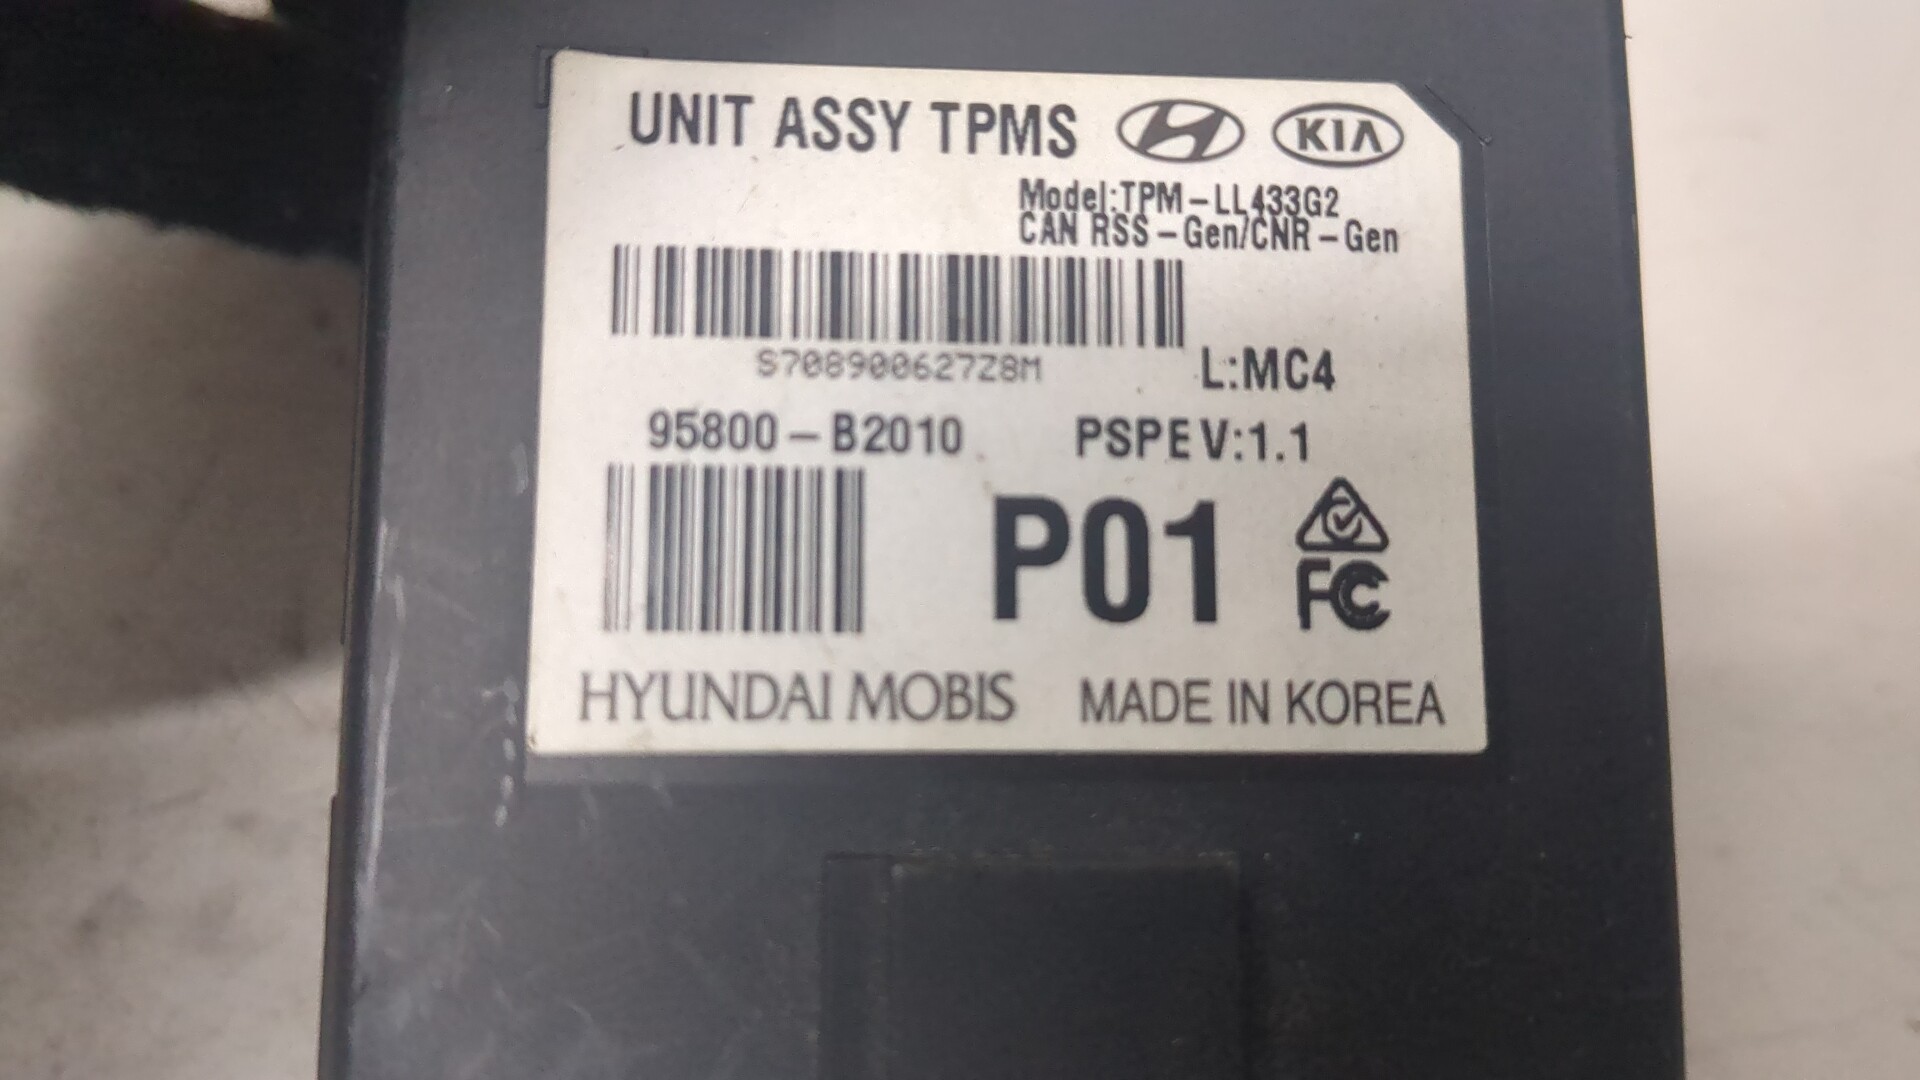 UNIT ASSY TPMS KIA
Model:TPM-LL433G2
CAN RSS-Gen/CNR-Gen
S708900627Z8M
L:MC4
95800-B2010 PSPE V:1.1
P01
FC
HYUNDAI MOBIS MADE IN KOREA